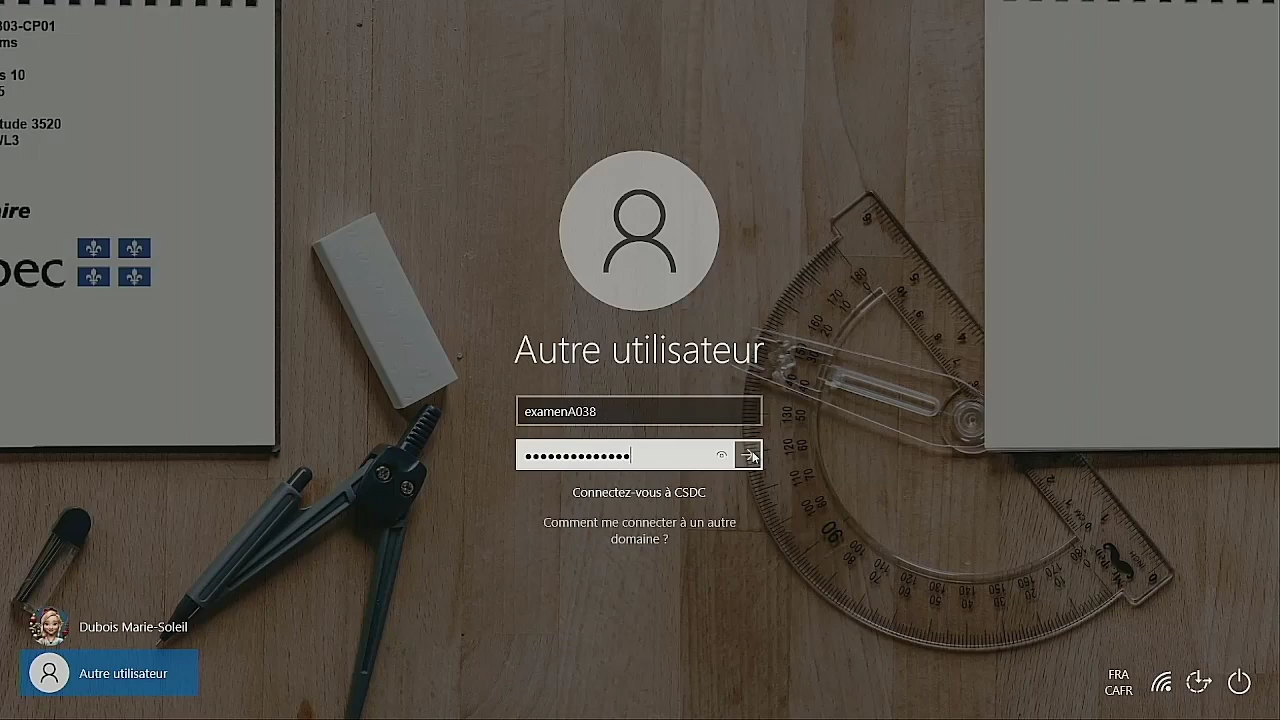 303-CP01
ms
s 10
5
tude 3520
VL3
aire
bec
Autre utilisateur
examenA038
Connectez-vous à CSDC
Comment me connecter à un autre
domaine ?
Dubois Marie-Soleil
Autre utilisateur
FRA
CAFR